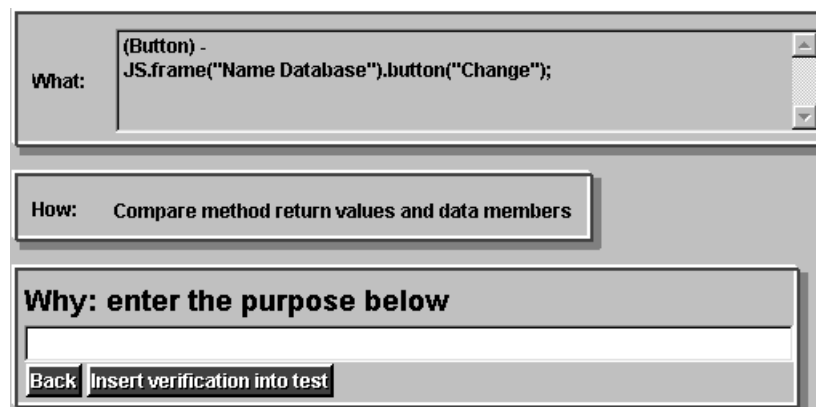 What:
(Button) -
JS.frame("Name Database").button("Change");
How: Compare method return values and data members
Why: enter the purpose below
Back Insert verification into test